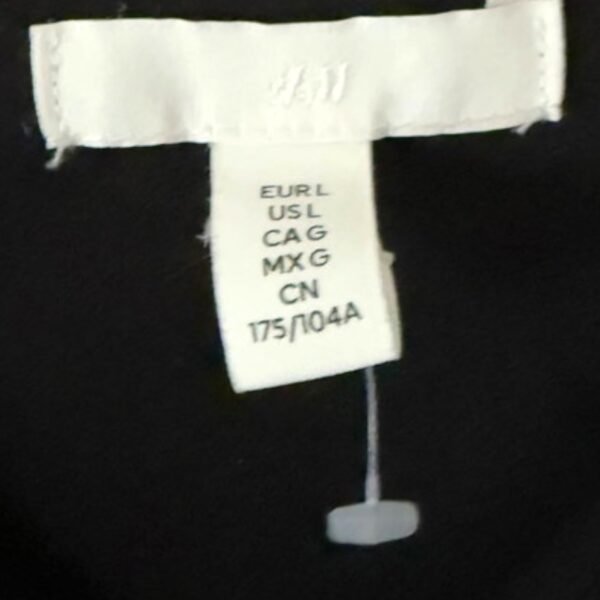 H&M
EUR L
US L
CA G
MX G
CN
175/104A